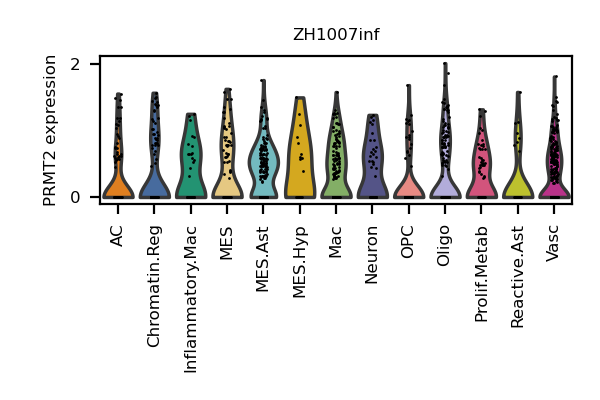 ZH1007inf
PRMT2 expression
2
0
AC
Chromatin.Reg
Inflammatory.Mac
MES
MES.Ast
MES.Hyp
Mac
Neuron
OPC
Oligo
Prolif.Metab
Reactive.Ast
Vasc